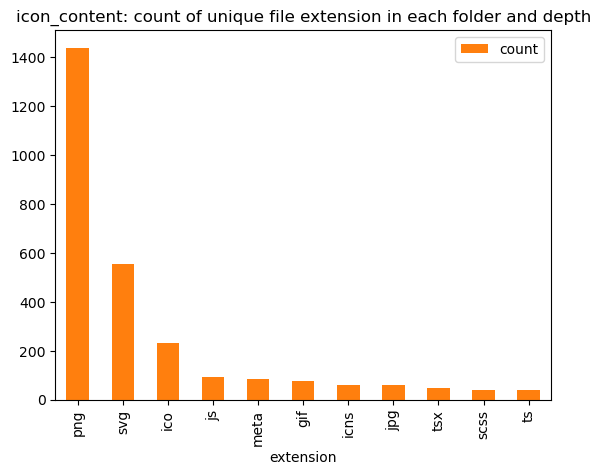 icon_content: count of unique file extension in each folder and depth
count
1400
1200
1000
800
600
400
200
0
png
svg
ico
js
meta
gif
icns
jpg
tsx
scss
ts
extension